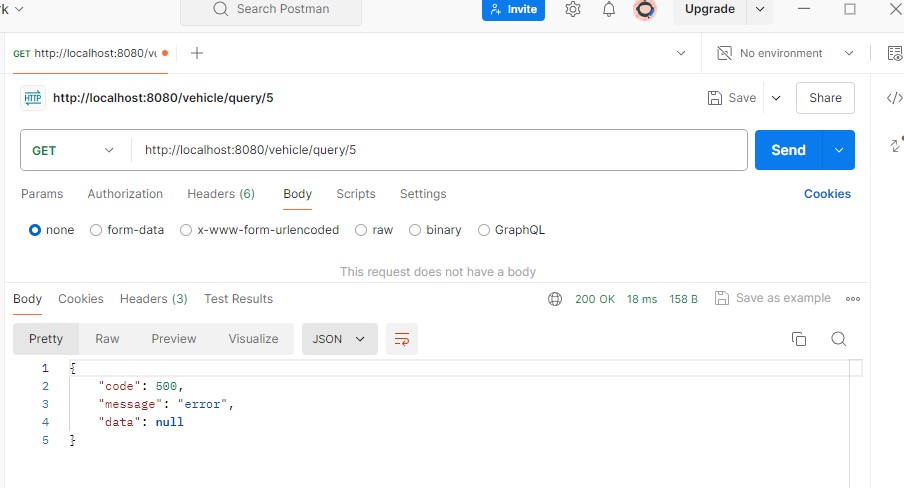 Search Postman
Invite
Upgrade
GET http://localhost:8080/ve
No environment
HTTP http://localhost:8080/vehicle/query/5
Save
Share
GET
http://localhost:8080/vehicle/query/5
Send
Params Authorization Headers (6) Body Scripts Settings
Cookies
none form-data x-www-form-urlencoded raw binary GraphQL
This request does not have a body
Body Cookies Headers (3) Test Results
200 OK 18 ms 158 B Save as example
Pretty Raw Preview Visualize JSON
1 {
2 "code": 500,
3 "message": "error",
4 "data": null
5 }